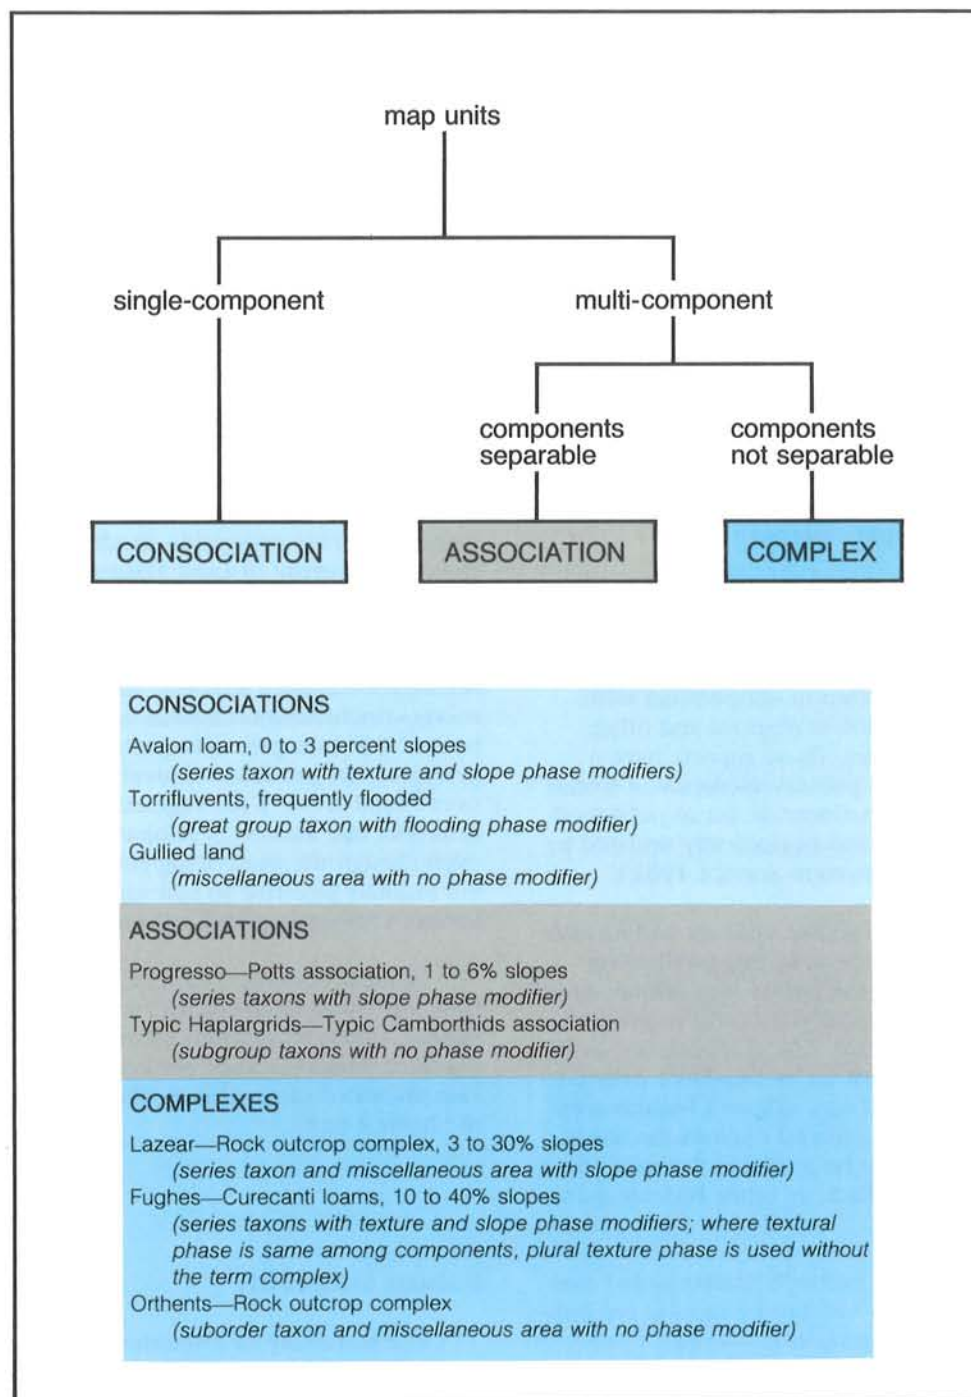 map units
single-component
multi-component
components
separable
components
not separable
CONSOCIATION
ASSOCIATION
COMPLEX
CONSOCIATIONS
Avalon loam, 0 to 3 percent slopes
(series taxon with texture and slope phase modifiers)
Torrifluvents, frequently flooded
(great group taxon with flooding phase modifier)
Gullied land
(miscellaneous area with no phase modifier)
ASSOCIATIONS
Progresso—Potts association, 1 to 6% slopes
(series taxons with slope phase modifier)
Typic Haplargrids—Typic Camborthids association
(subgroup taxons with no phase modifier)
COMPLEXES
Lazear—Rock outcrop complex, 3 to 30% slopes
(series taxon and miscellaneous area with slope phase modifier)
Fughes—Curecanti loams, 10 to 40% slopes
(series taxons with texture and slope phase modifiers; where textural
phase is same among components, plural texture phase is used without
the term complex)
Orthents—Rock outcrop complex
(suborder taxon and miscellaneous area with no phase modifier)